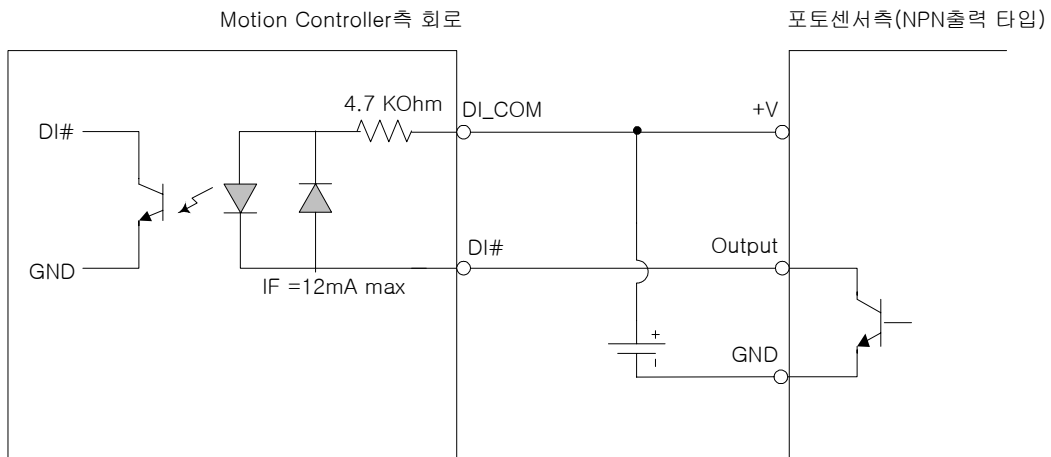 Motion Controller측 회로
포토센서측(NPN출력 타입)
4.7 KOhm
DI_COM
+V
DI#
DI#
Output
GND
IF =12mA max
+
-
GND